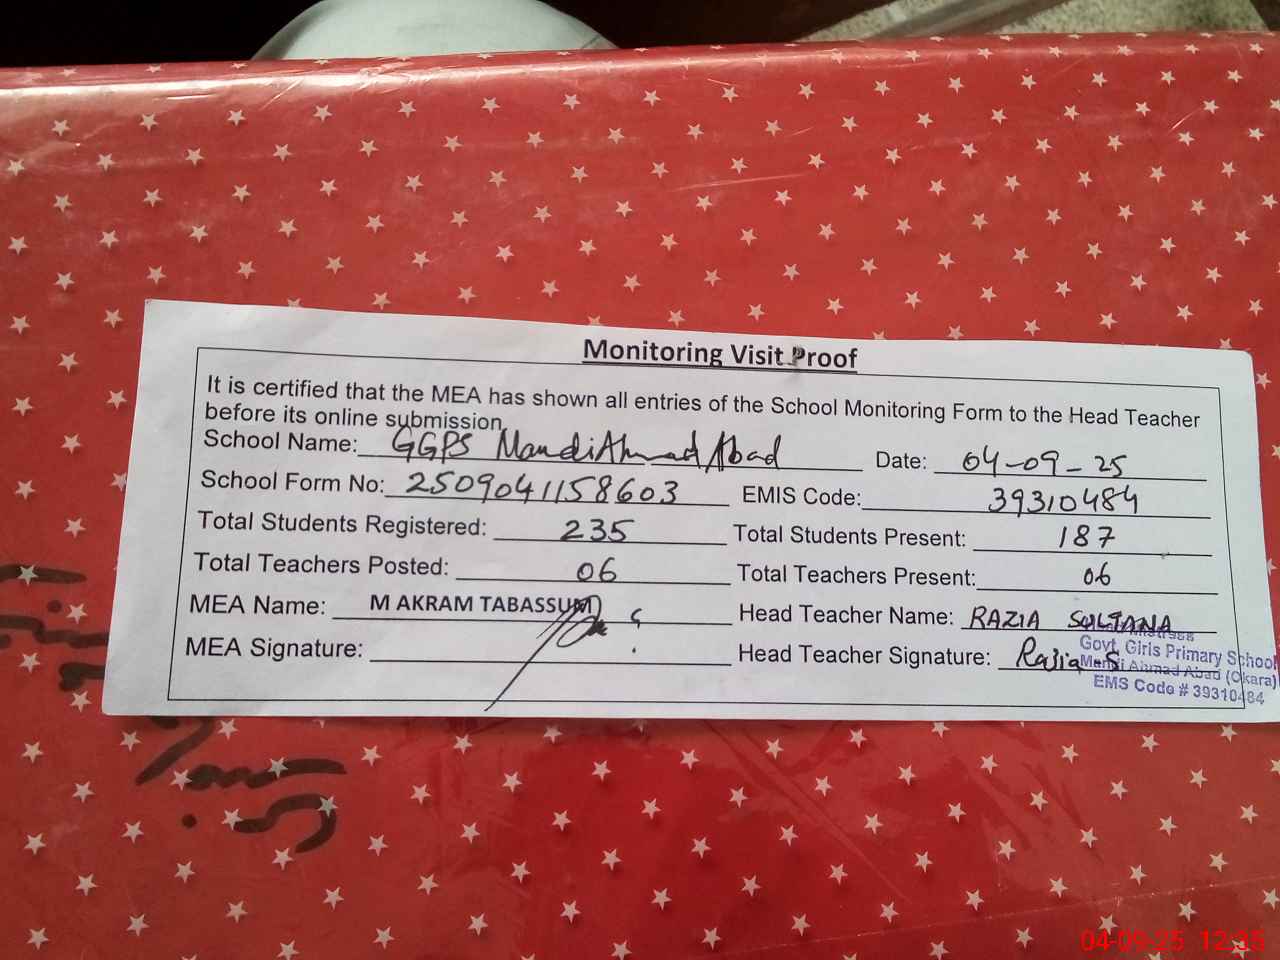 Monitoring Visit Proof
It is certified that the MEA has shown all entries of the School Monitoring Form to the Head Teacher
before its online submission
School Name: GGPS Mandi Ahmad Abad Date: 04-09-25
School Form No: 2509041158603 EMIS Code: 39310484
Total Students Registered: 235 Total Students Present: 187
Total Teachers Posted: 06 Total Teachers Present: 06
MEA Name: M AKRAM TABASSUM Head Teacher Name: RAZIA SULTANA
MEA Signature: Head Teacher Signature: Razia-S
Govt. Girls Primary School
Mandi Ahmad Abad (Okara)
EMS Code # 39310484
04-09-25 12:35